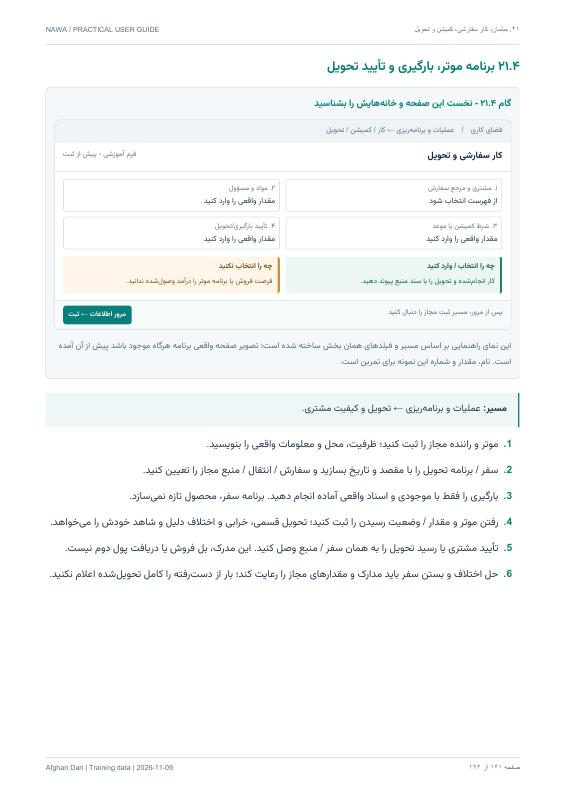 ۲۱. مبلمان، کار سفارشی، کمیشن و تحویل
NAWA / PRACTICAL USER GUIDE
۲۱.۴ برنامه موتر، بارگیری و تأیید تحویل
گام ۲۱.۴ - نخست این صفحه و خانه‌هایش را بشناسید
فضای کاری / عملیات و برنامه‌ریزی ← کار / کمیشن / تحویل
کار سفارشی و تحویل
فرم آموزشی - پیش از ثبت
۱. مشتری و مرجع سفارش
از فهرست انتخاب شود
۲. مواد و مسؤول
مقدار واقعی را وارد کنید
۳. شرط کمیشن یا موعد
مقدار واقعی را وارد کنید
۴. تأیید بارگیری/تحویل
مقدار واقعی را وارد کنید
چه را انتخاب / وارد کنید
کار انجام‌شده و تحویل را با سند منبع پیوند دهید.
چه را انتخاب نکنید
فرصت فروش یا برنامه موتر را درآمد وصول‌شده ندانید.
پس از مرور، مسیر ثبت مجاز را دنبال کنید
مرور اطلاعات ← ثبت
این نمای راهنمایی بر اساس مسیر و فیلدهای همان بخش ساخته شده است؛ تصویر صفحه واقعی برنامه هرگاه موجود باشد پیش از آن آمده
است. نام، مقدار و شماره این نمونه برای تمرین است.
مسیر: عملیات و برنامه‌ریزی ← تحویل و کیفیت مشتری.
1. موتر و راننده مجاز را ثبت کنید؛ ظرفیت، محل و معلومات واقعی را بنویسید.
2. سفر / برنامه تحویل را با مقصد و تاریخ بسازید و سفارش / انتقال / منبع مجاز را تعیین کنید.
3. بارگیری را فقط با موجودی و اسناد واقعی آماده انجام دهید. برنامه سفر، محصول تازه نمی‌سازد.
4. رفتن موتر و مقدار / وضعیت رسیدن را ثبت کنید؛ تحویل قسمی، خرابی و اختلاف دلیل و شاهد خودش را می‌خواهد.
5. تأیید مشتری یا رسید تحویل را به همان سفر / منبع وصل کنید. این مدرک، بل فروش یا دریافت پول دوم نیست.
6. حل اختلاف و بستن سفر باید مدارک و مقدارهای مجاز را رعایت کند؛ بار از دست‌رفته را کامل تحویل‌شده اعلام نکنید.
صفحه ۱۴۱ از ۱۹۲
Afghan Dari | Training data | 2026-11-09